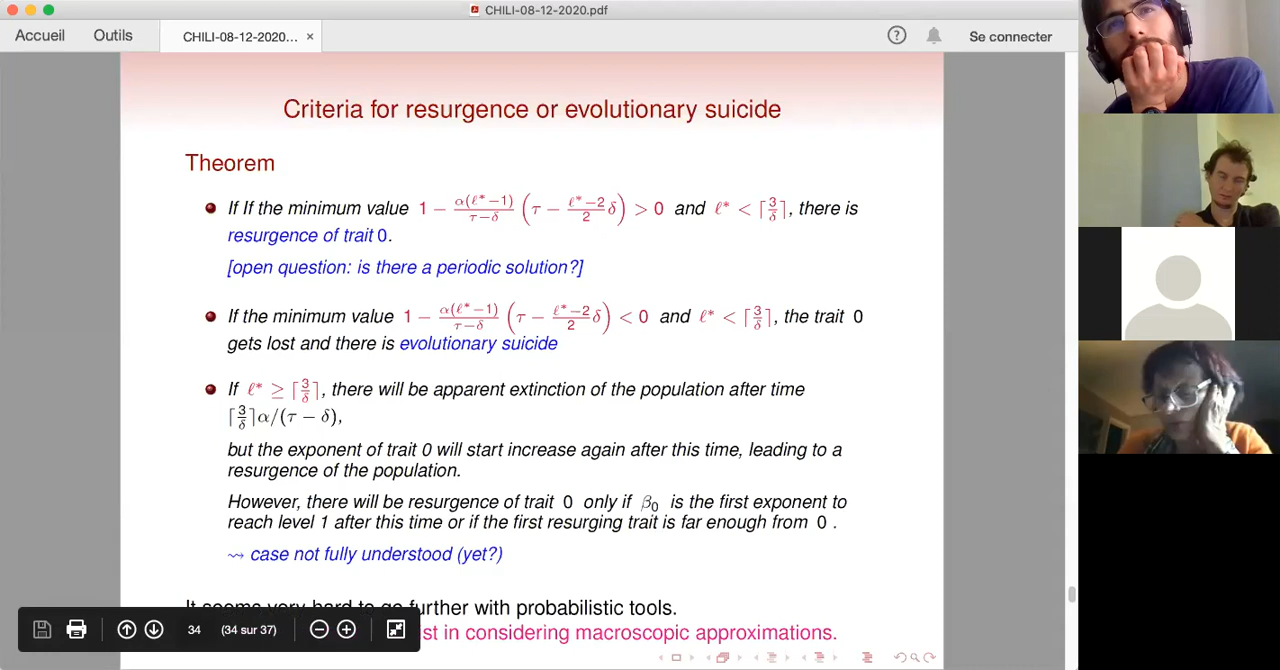 CHILI-08-12-2020.pdf
Accueil Outils CHILI-08-12-2020... × Se connecter
Criteria for resurgence or evolutionary suicide
Theorem
If If the minimum value 1 − α(ℓ*−1)/(τ−δ) (τ − (ℓ*−2)/2 δ) > 0 and ℓ* < ⌈3/δ⌉, there is
resurgence of trait 0.
[open question: is there a periodic solution?]
If the minimum value 1 − α(ℓ*−1)/(τ−δ) (τ − (ℓ*−2)/2 δ) < 0 and ℓ* < ⌈3/δ⌉, the trait 0
gets lost and there is evolutionary suicide
If ℓ* ≥ ⌈3/δ⌉, there will be apparent extinction of the population after time
⌈3/δ⌉α/(τ − δ),
but the exponent of trait 0 will start increase again after this time, leading to a
resurgence of the population.
However, there will be resurgence of trait 0 only if β₀ is the first exponent to
reach level 1 after this time or if the first resurging trait is far enough from 0 .
⇝ case not fully understood (yet?)
It seems very hard to go further with probabilistic tools.
st in considering macroscopic approximations.
34 (34 sur 37)